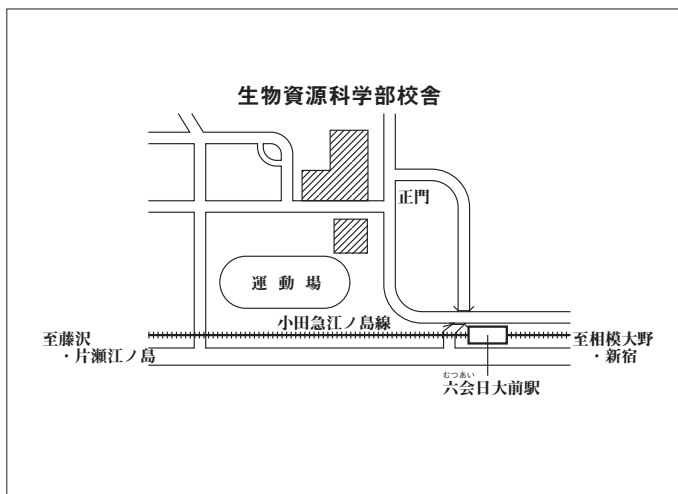 生物資源科学部校舎
正門
運動場
小田急江ノ島線
至藤沢
・片瀬江ノ島
至相模大野
・新宿
むつあい
六会日大前駅